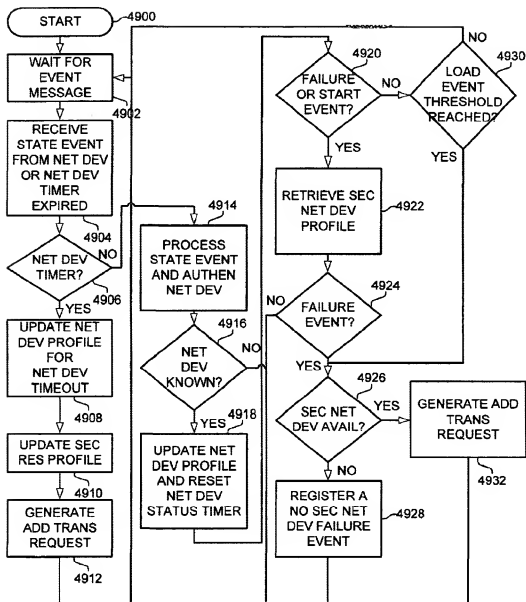 START
4900
WAIT FOR
EVENT
MESSAGE
4902
RECEIVE
STATE EVENT
FROM NET DEV
OR NET DEV
TIMER
EXPIRED
4904
NET DEV
TIMER?
NO
4906
YES
UPDATE NET
DEV PROFILE
FOR
NET DEV
TIMEOUT
4908
UPDATE SEC
RES PROFILE
4910
GENERATE
ADD TRANS
REQUEST
4912
4914
PROCESS
STATE EVENT
AND AUTHEN
NET DEV
4916
NET
DEV
KNOWN?
NO
YES
4918
UPDATE NET
DEV PROFILE
AND RESET
NET DEV
STATUS TIMER
4920
FAILURE
OR START
EVENT?
NO
YES
4922
RETRIEVE SEC
NET DEV
PROFILE
4924
NO
FAILURE
EVENT?
YES
4926
SEC NET
DEV AVAIL?
YES
NO
4928
REGISTER A
NO SEC NET
DEV FAILURE
EVENT
NO
4930
LOAD
EVENT
THRESHOLD
REACHED?
YES
GENERATE ADD
TRANS
REQUEST
4932